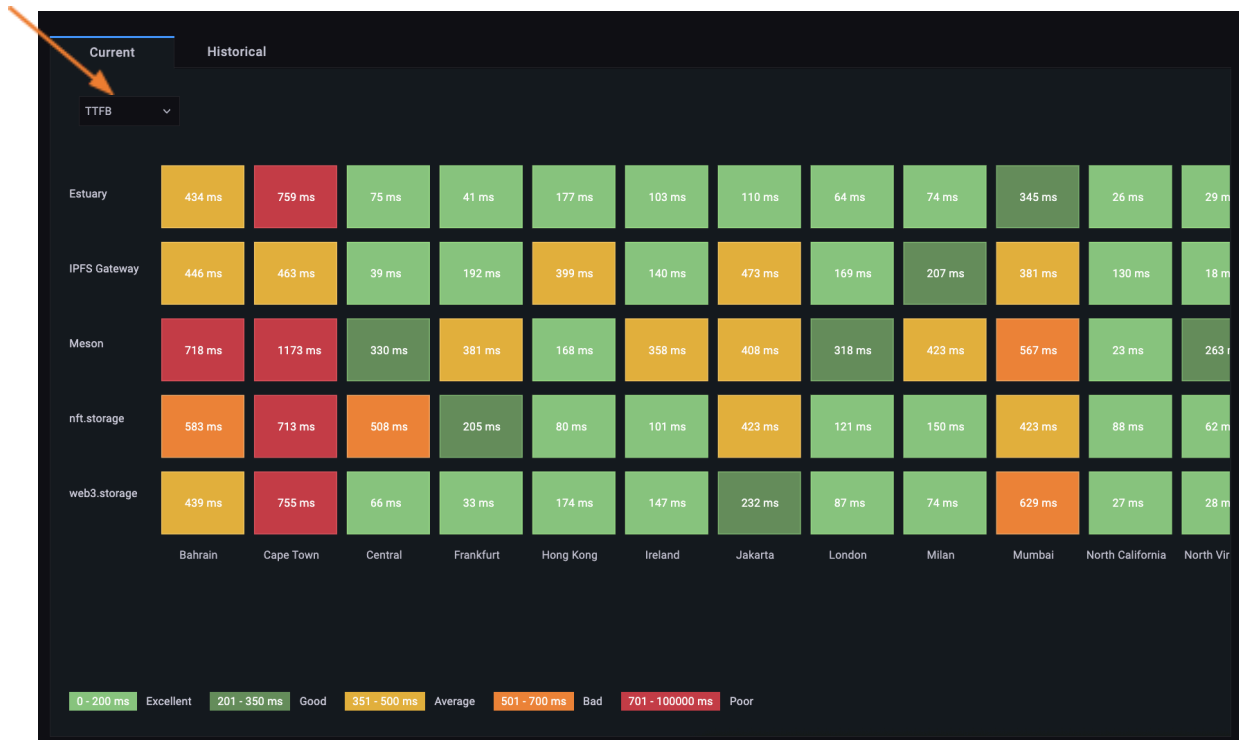 Current Historical
TTFB
Estuary 434 ms 759 ms 75 ms 41 ms 177 ms 103 ms 110 ms 64 ms 74 ms 345 ms 26 ms 29 m
IPFS Gateway 446 ms 463 ms 39 ms 192 ms 399 ms 140 ms 473 ms 169 ms 207 ms 381 ms 130 ms 18 m
Meson 718 ms 1173 ms 330 ms 381 ms 168 ms 358 ms 408 ms 318 ms 423 ms 567 ms 23 ms 263
nft.storage 583 ms 713 ms 508 ms 205 ms 80 ms 101 ms 423 ms 121 ms 150 ms 423 ms 88 ms 62 m
web3.storage 439 ms 755 ms 66 ms 33 ms 174 ms 147 ms 232 ms 87 ms 74 ms 629 ms 27 ms 28 m
Bahrain Cape Town Central Frankfurt Hong Kong Ireland Jakarta London Milan Mumbai North California North Vir
0 - 200 ms Excellent 201 - 350 ms Good 351 - 500 ms Average 501 - 700 ms Bad 701 - 100000 ms Poor